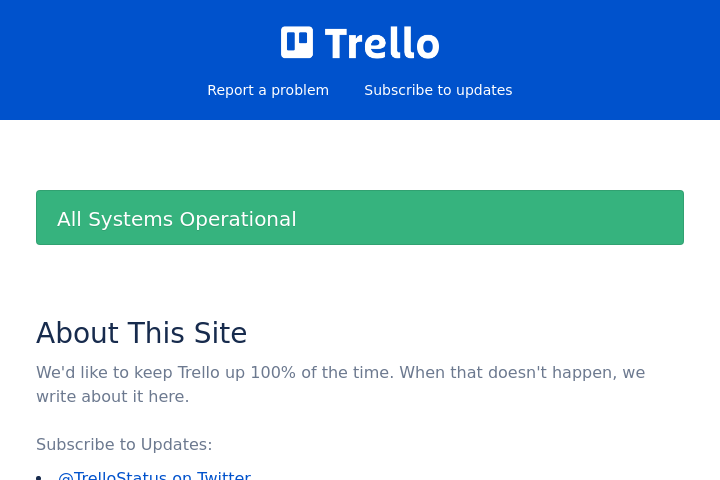 Trello
Report a problem Subscribe to updates
All Systems Operational
About This Site
We'd like to keep Trello up 100% of the time. When that doesn't happen, we
write about it here.
Subscribe to Updates:
@TrelloStatus on Twitter